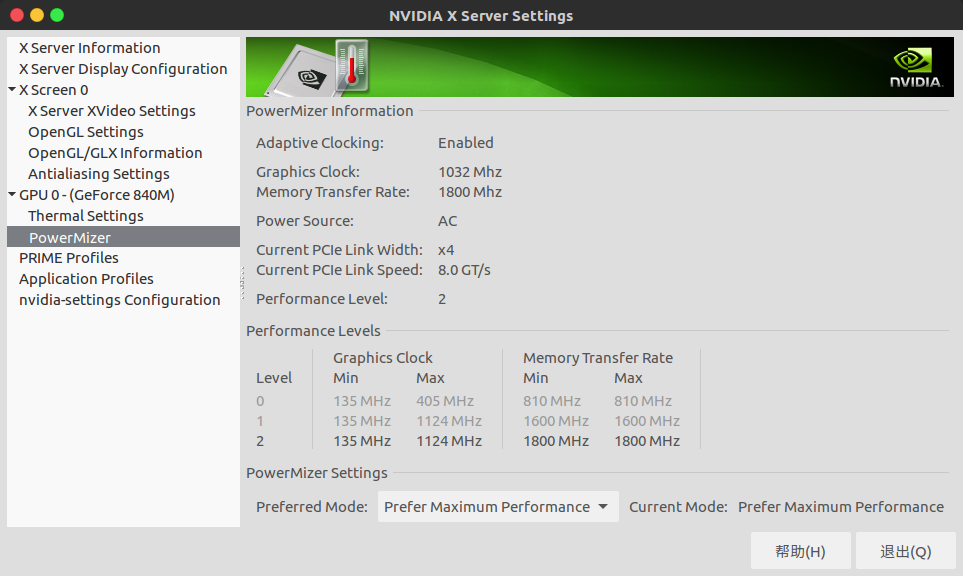 NVIDIA X Server Settings
X Server Information
X Server Display Configuration
X Screen 0
X Server XVideo Settings
OpenGL Settings
OpenGL/GLX Information
Antialiasing Settings
GPU 0 - (GeForce 840M)
Thermal Settings
PowerMizer
PRIME Profiles
Application Profiles
nvidia-settings Configuration
NVIDIA.
PowerMizer Information
Adaptive Clocking: Enabled
Graphics Clock: 1032 Mhz
Memory Transfer Rate: 1800 Mhz
Power Source: AC
Current PCIe Link Width: x4
Current PCIe Link Speed: 8.0 GT/s
Performance Level: 2
Performance Levels
Graphics Clock Memory Transfer Rate
Level Min Max Min Max
0 135 MHz 405 MHz 810 MHz 810 MHz
1 135 MHz 1124 MHz 1600 MHz 1600 MHz
2 135 MHz 1124 MHz 1800 MHz 1800 MHz
PowerMizer Settings
Preferred Mode: Prefer Maximum Performance Current Mode: Prefer Maximum Performance
帮助(H) 退出(Q)